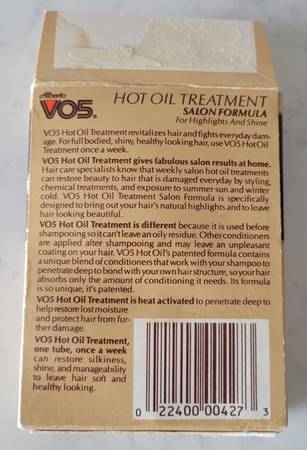 Alberto
VO5®
HOT OIL TREATMENT
SALON FORMULA
For Highlights And Shine
VO5 Hot Oil Treatment revitalizes hair and fights everyday dam-
age. For full bodied, shiny, healthy looking hair, use VO5 Hot Oil
Treatment once a week.
VO5 Hot Oil Treatment gives fabulous salon results at home.
Hair care specialists know that weekly salon hot oil treatments
can restore beauty to hair that is damaged everyday by styling,
chemical treatments, and exposure to summer sun and winter
cold. VO5 Hot Oil Treatment Salon Formula is specifically
designed to bring out your hair's natural highlights and to leave
hair looking beautiful.
VO5 Hot Oil Treatment is different because it is used before
shampooing so it can't leave an oily residue. Other conditioners
are applied after shampooing and may leave an unpleasant
coating on your hair. VO5 Hot Oil's patented formula contains
a unique blend of conditioners that work with your shampoo to
penetrate deep to bond with your own hair structure, so your hair
absorbs only the amount of conditioning it needs. Its formula
is so unique, it's patented.
VO5 Hot Oil Treatment is heat activated to penetrate deep to
help restore lost moisture
and protect hair from fur-
ther damage.
VO5 Hot Oil Treatment,
one tube, once a week
can restore silkiness,
shine, and manageability
to leave hair soft and
healthy looking.
0 22400 00427 3